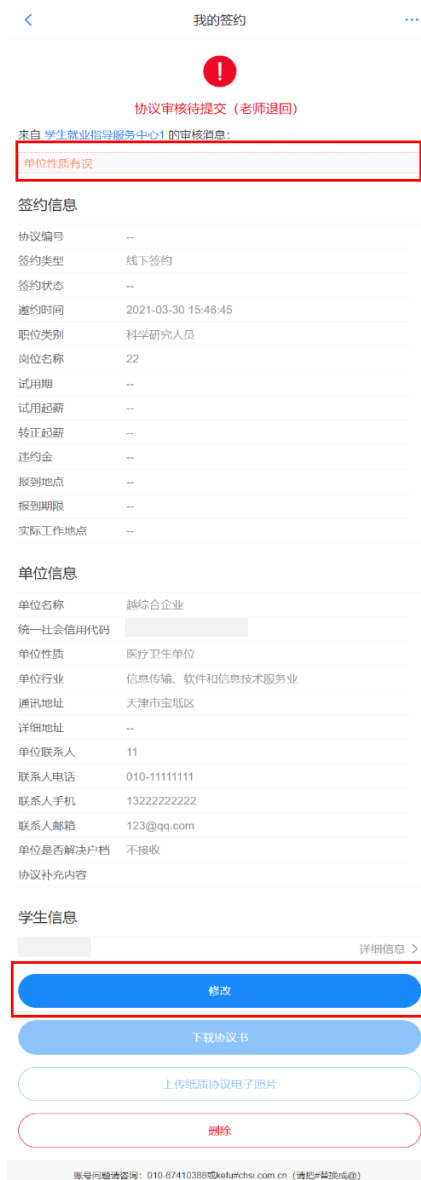 我的签约
协议审核待提交（老师退回）
来自 学生就业指导服务中心1 的审核消息：
单位性质有误
签约信息
协议编号 --
签约类型 线下签约
签约状态 --
邀约时间 2021-03-30 15:46:45
职位类别 科学研究人员
岗位名称 22
试用期 --
试用起薪 --
转正起薪 --
违约金 --
报到地点 --
报到期限 --
实际工作地点 --
单位信息
单位名称 越综合企业
统一社会信用代码
单位性质 医疗卫生单位
单位行业 信息传输、软件和信息技术服务业
通讯地址 天津市宝坻区
详细地址 --
单位联系人 11
联系人电话 010-11111111
联系人手机 13222222222
联系人邮箱 123@qq.com
单位是否解决户档 不接收
协议补充内容
学生信息
详细信息
修改
下载协议书
上传纸质协议电子照片
删除
账号问题请咨询：010-67410388或kefu#chsi.com.cn（请把#替换成@）